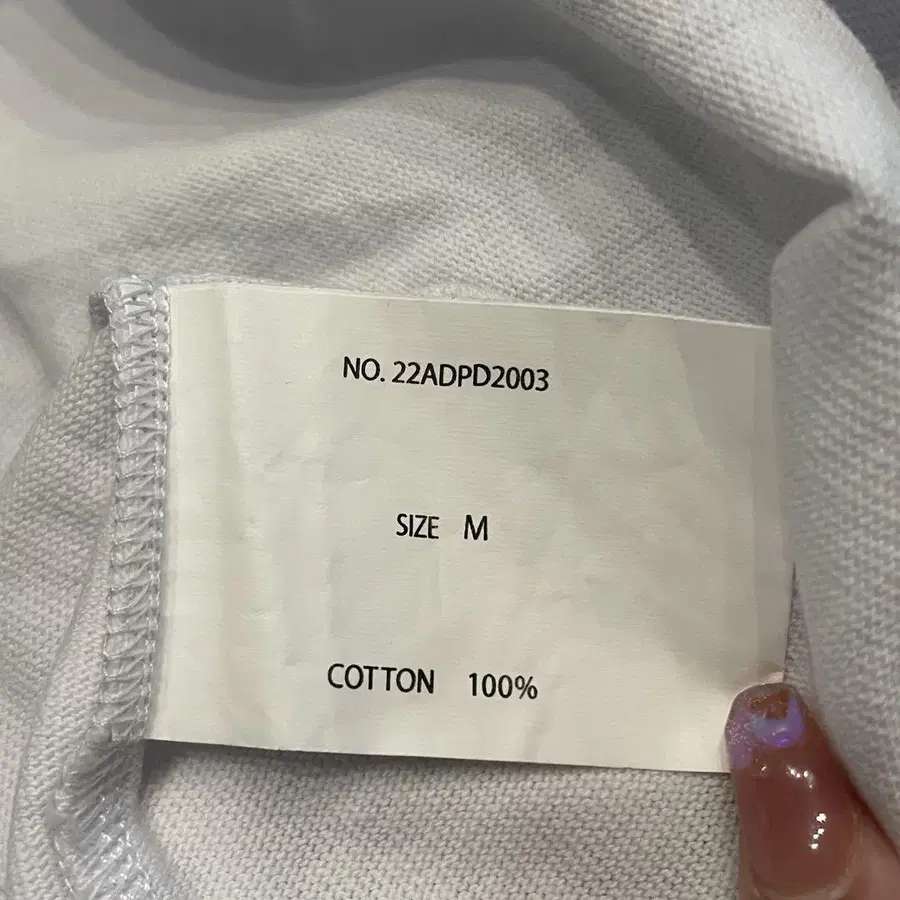 NO. 22ADPD2003
SIZE M
COTTON 100%